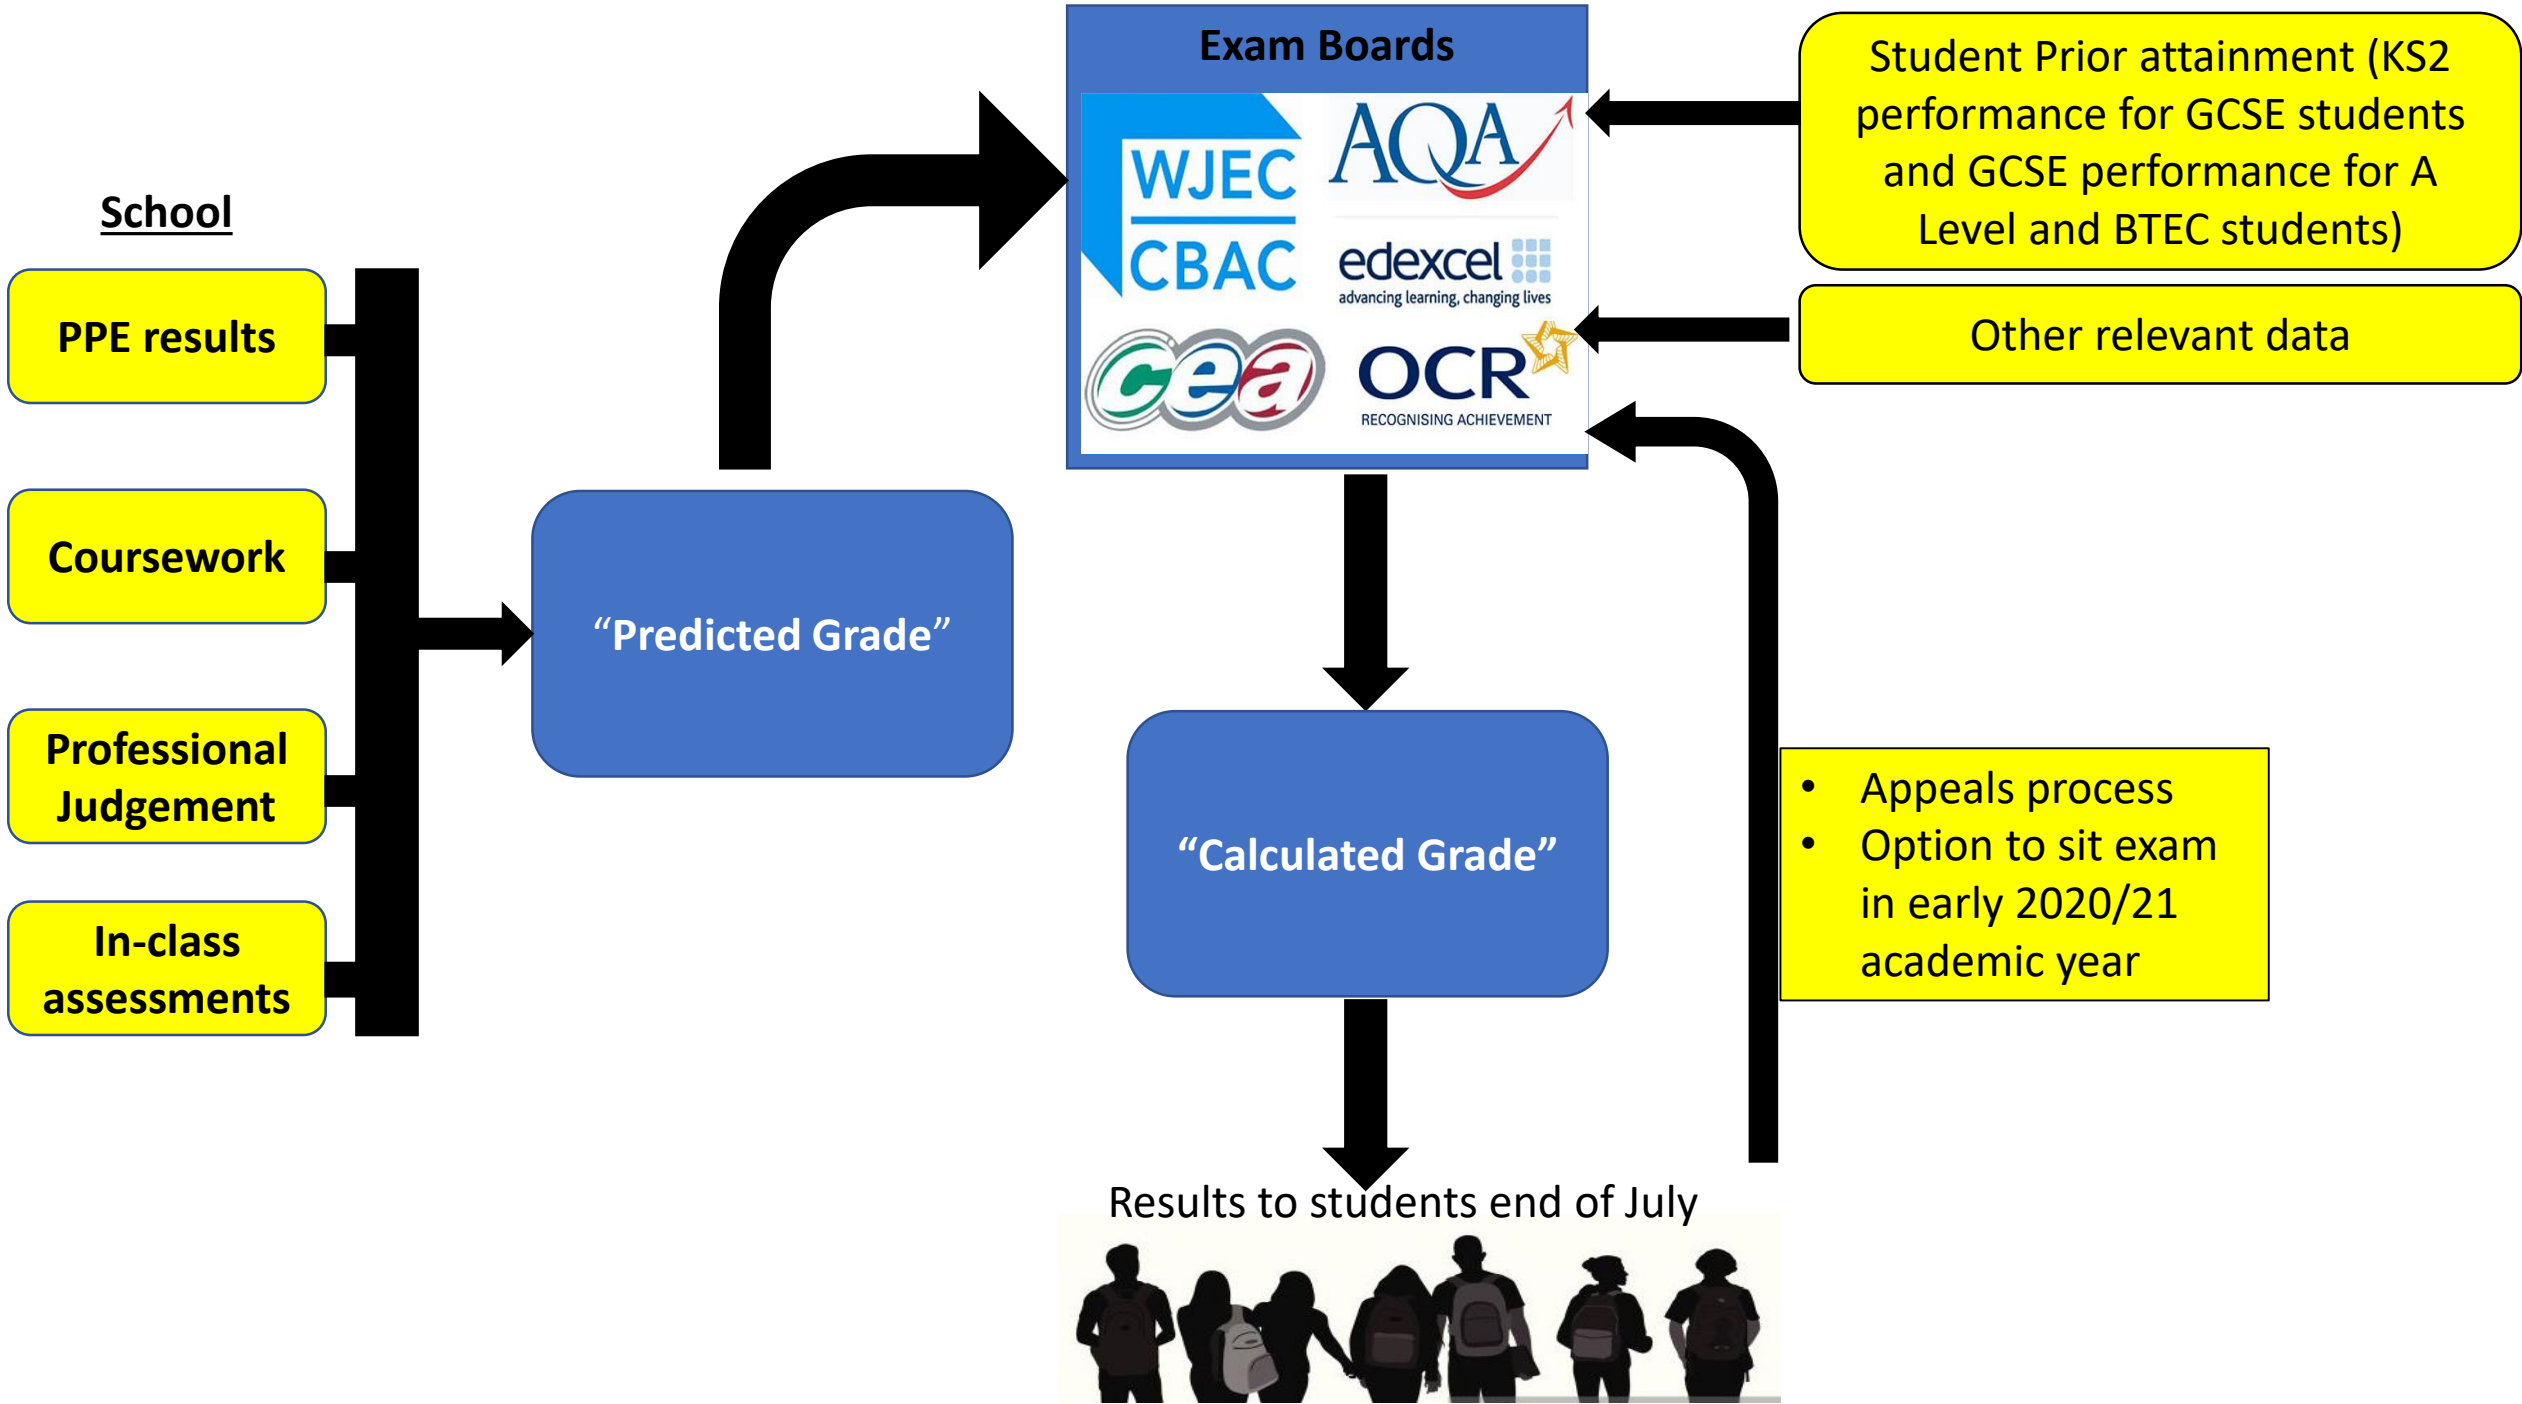 School
PPE results
Coursework
Professional
Judgement
In-class
assessments
“Predicted Grade”
Exam Boards
WJEC
CBAC
AQA
edexcel
advancing learning, changing lives
cea
OCR
RECOGNISING ACHIEVEMENT
Student Prior attainment (KS2
performance for GCSE students
and GCSE performance for A
Level and BTEC students)
Other relevant data
“Calculated Grade”
• Appeals process
• Option to sit exam
in early 2020/21
academic year
Results to students end of July